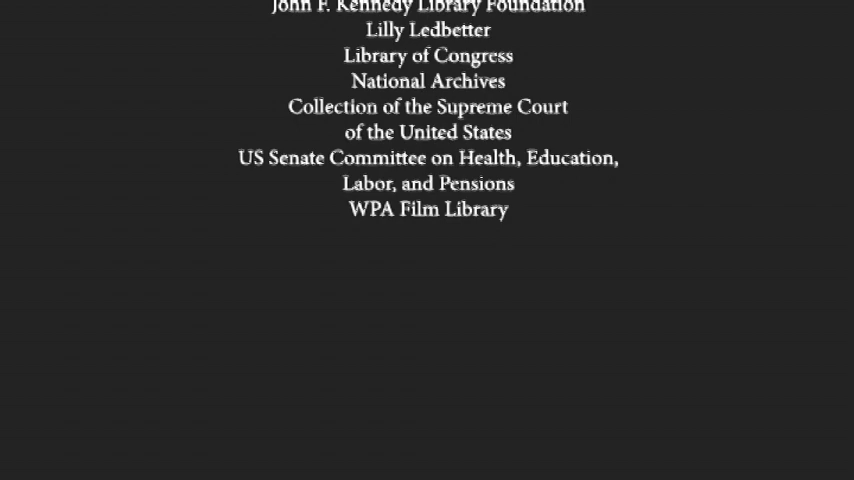 John F. Kennedy Library Foundation
Lilly Ledbetter
Library of Congress
National Archives
Collection of the Supreme Court
of the United States
US Senate Committee on Health, Education,
Labor, and Pensions
WPA Film Library